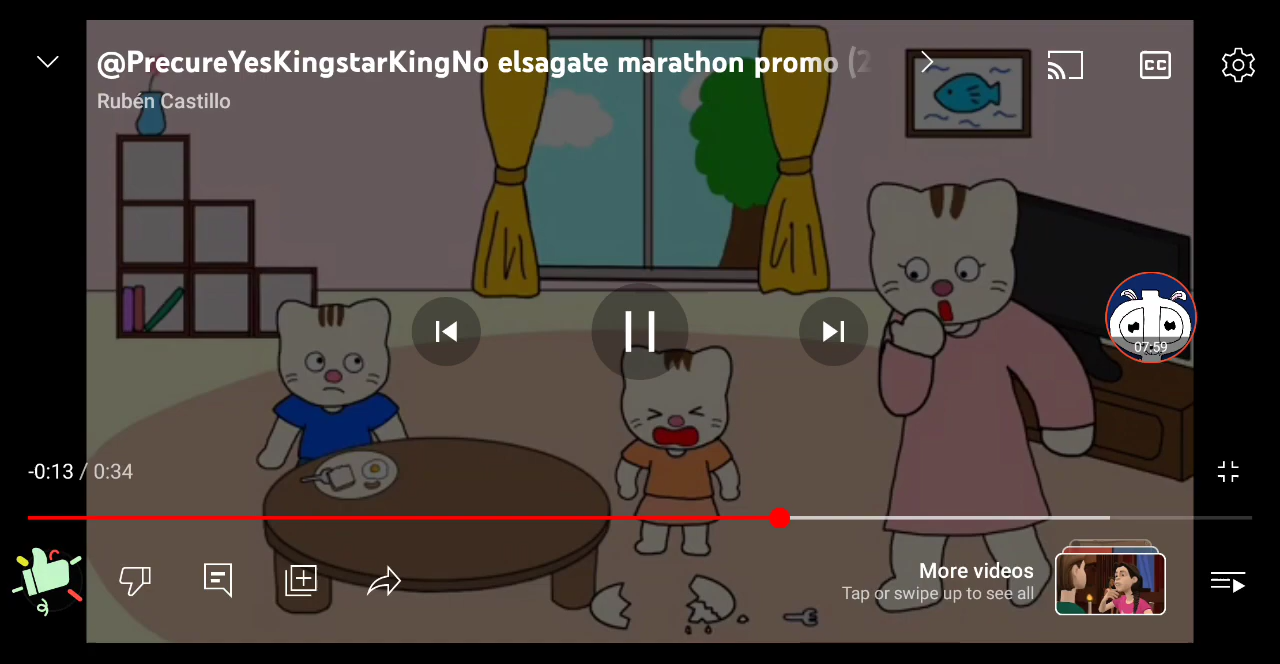 @PrecureYesKingstarKingNo elsagate marathon promo (2
Rubén Castillo
CC
07:59
-0:13 / 0:34
More videos
Tap or swipe up to see all